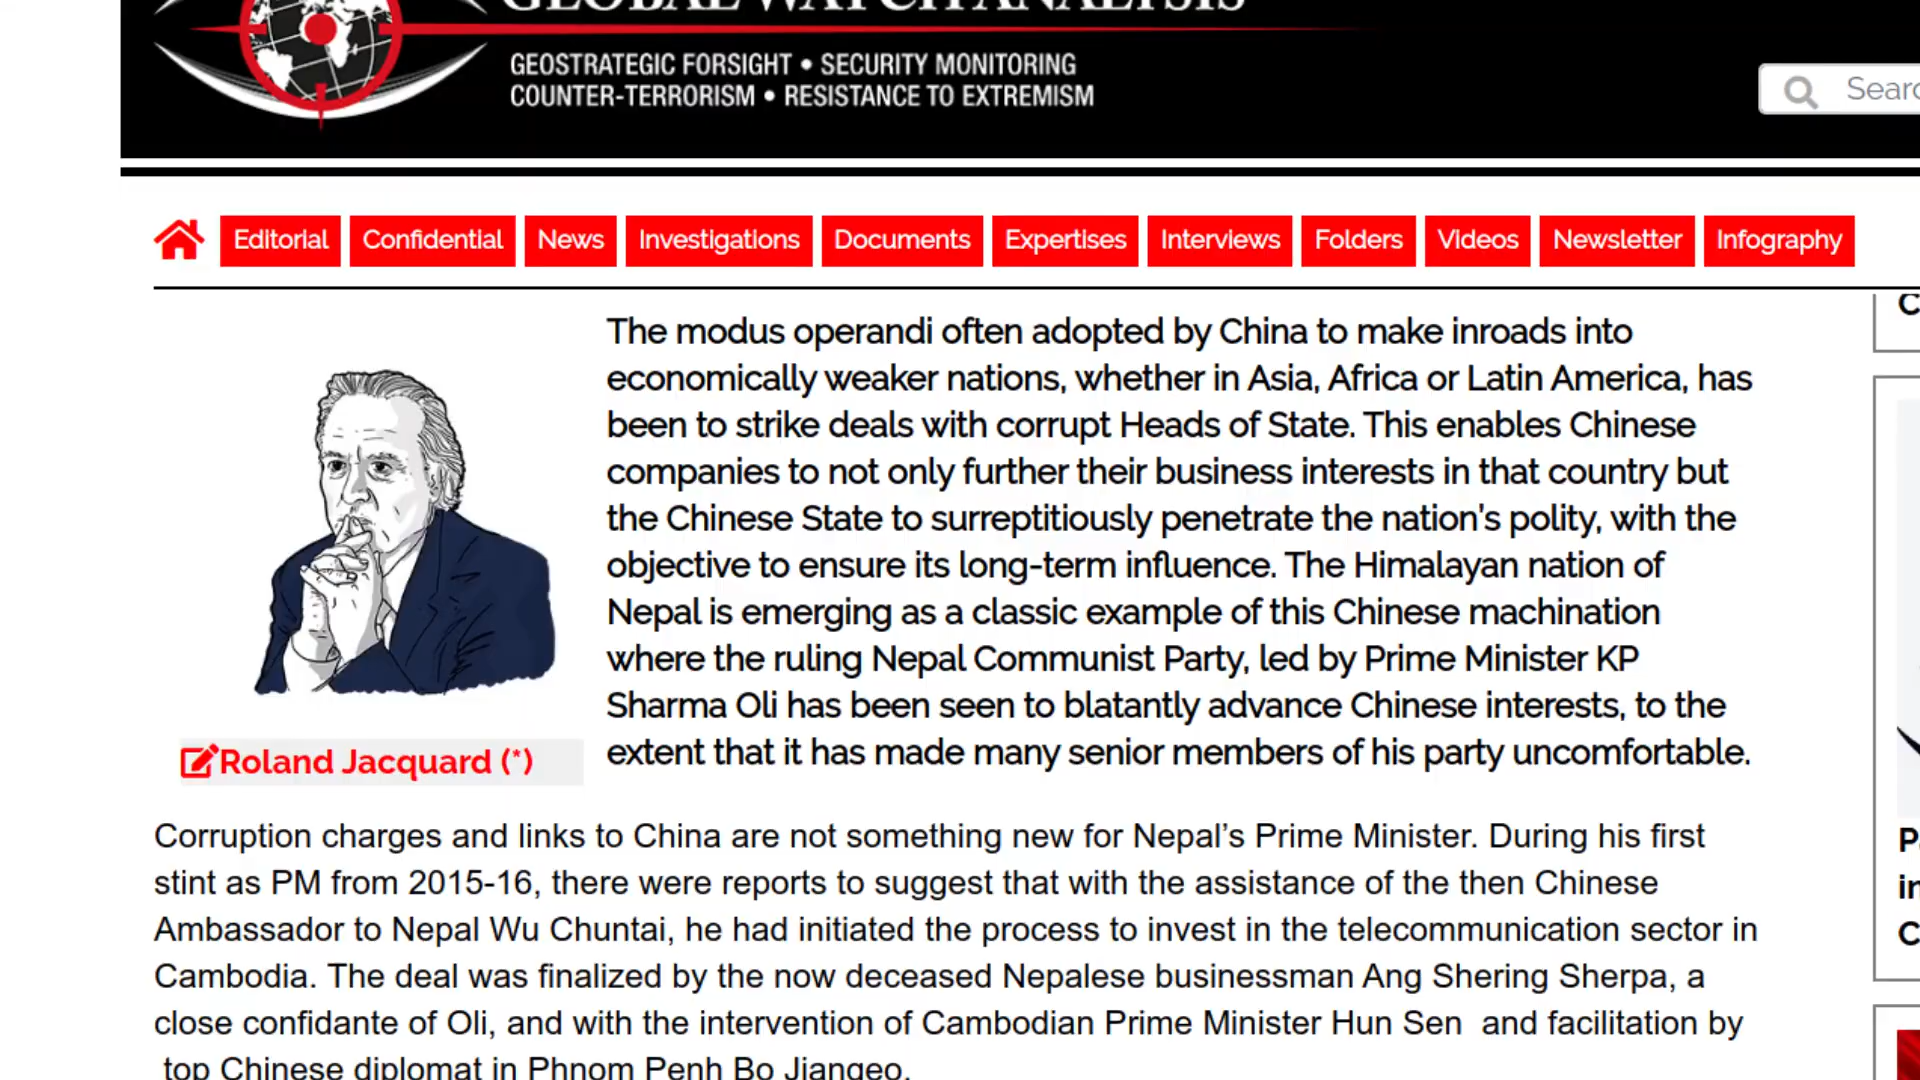 GLOBAL WATCH ANALYSIS
GEOSTRATEGIC FORSIGHT • SECURITY MONITORING
COUNTER-TERRORISM • RESISTANCE TO EXTREMISM
Searc
Editorial Confidential News Investigations Documents Expertises Interviews Folders Videos Newsletter Infography
The modus operandi often adopted by China to make inroads into
economically weaker nations, whether in Asia, Africa or Latin America, has
been to strike deals with corrupt Heads of State. This enables Chinese
companies to not only further their business interests in that country but
the Chinese State to surreptitiously penetrate the nation's polity, with the
objective to ensure its long-term influence. The Himalayan nation of
Nepal is emerging as a classic example of this Chinese machination
where the ruling Nepal Communist Party, led by Prime Minister KP
Sharma Oli has been seen to blatantly advance Chinese interests, to the
extent that it has made many senior members of his party uncomfortable.
Roland Jacquard (*)
Corruption charges and links to China are not something new for Nepal’s Prime Minister. During his first
stint as PM from 2015-16, there were reports to suggest that with the assistance of the then Chinese
Ambassador to Nepal Wu Chuntai, he had initiated the process to invest in the telecommunication sector in
Cambodia. The deal was finalized by the now deceased Nepalese businessman Ang Shering Sherpa, a
close confidante of Oli, and with the intervention of Cambodian Prime Minister Hun Sen and facilitation by
top Chinese diplomat in Phnom Penh Bo Jiangeo.
in